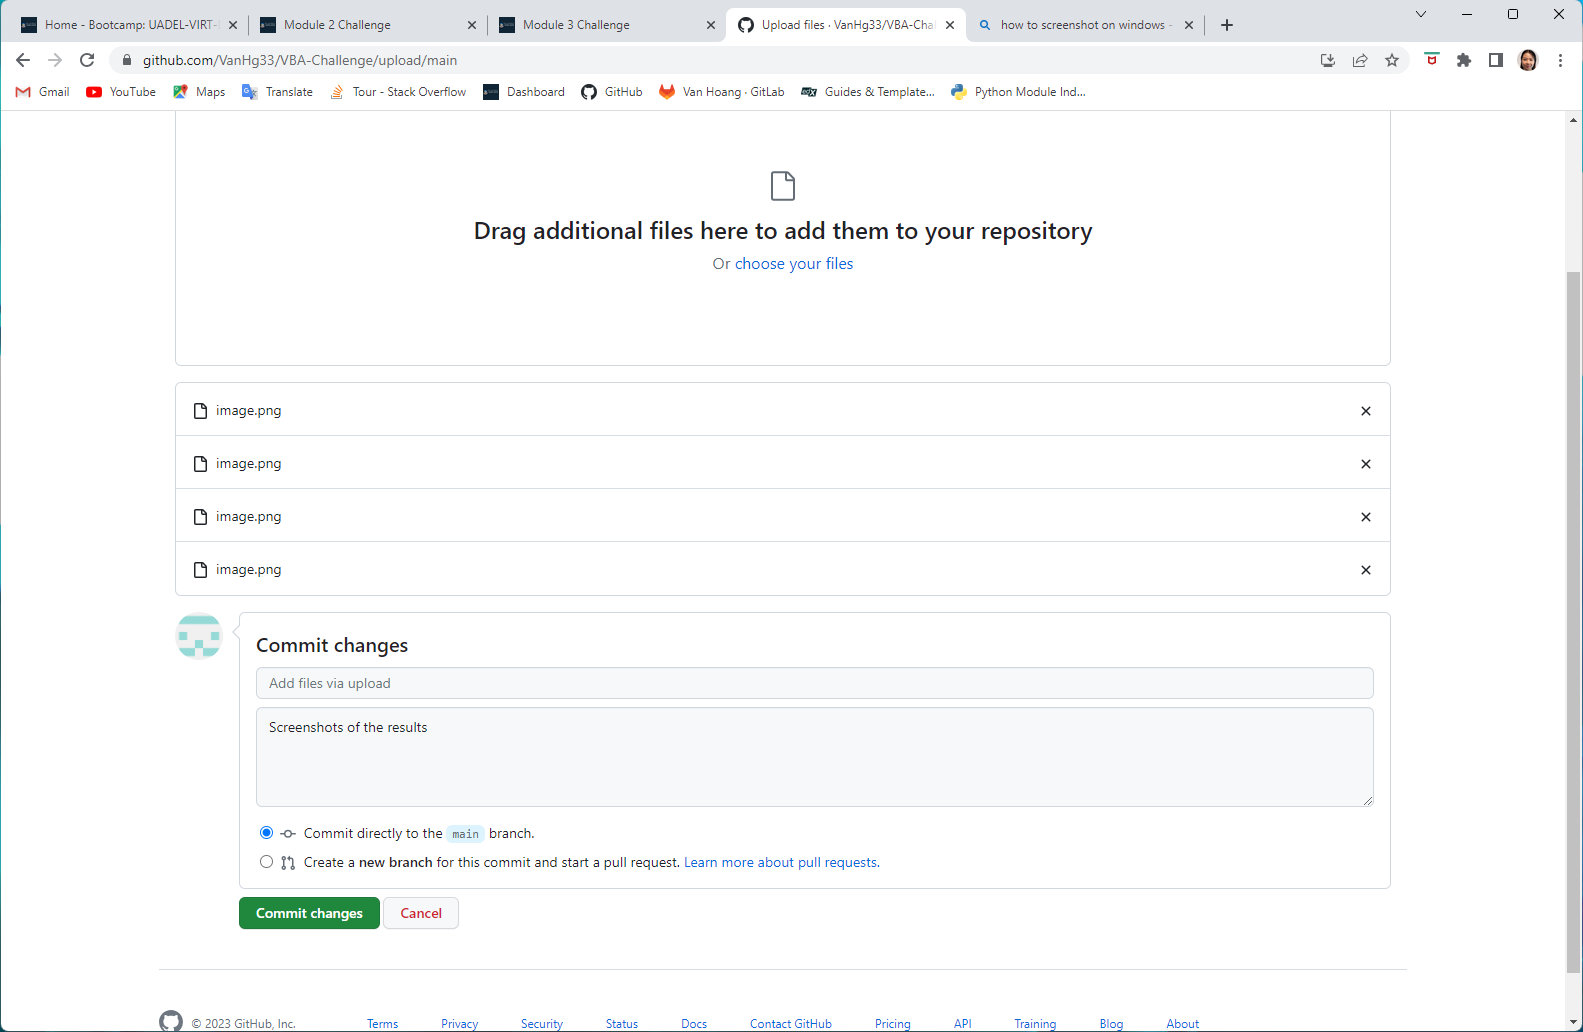 Home - Bootcamp: UADEL-VIRT-
Module 2 Challenge
Module 3 Challenge
Upload files · VanHg33/VBA-Chal
how to screenshot on windows -
github.com/VanHg33/VBA-Challenge/upload/main
Gmail
YouTube
Maps
Translate
Tour - Stack Overflow
Dashboard
GitHub
Van Hoang · GitLab
Guides & Template...
Python Module Ind...
Drag additional files here to add them to your repository
Or choose your files
image.png
image.png
image.png
image.png
Commit changes
Add files via upload
Screenshots of the results
Commit directly to the main branch.
Create a new branch for this commit and start a pull request. Learn more about pull requests.
Commit changes
Cancel
© 2023 GitHub, Inc.
Terms
Privacy
Security
Status
Docs
Contact GitHub
Pricing
API
Training
Blog
About